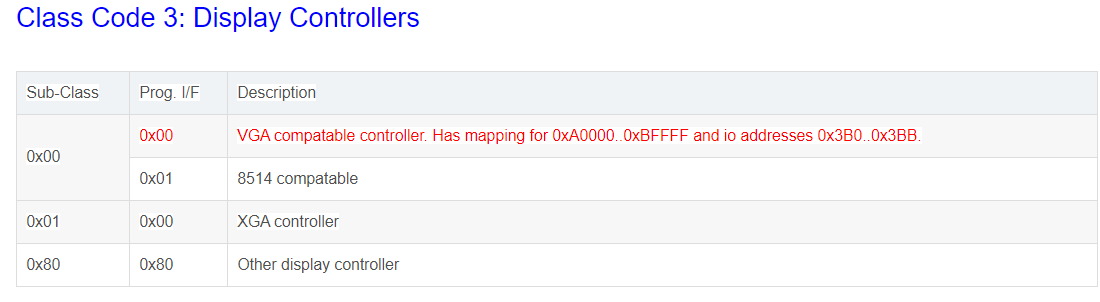 Class Code 3: Display Controllers
Sub-Class Prog. I/F Description
0x00 0x00 VGA compatable controller. Has mapping for 0xA0000..0xBFFFF and io addresses 0x3B0..0x3BB.
0x01 8514 compatable
0x01 0x00 XGA controller
0x80 0x80 Other display controller